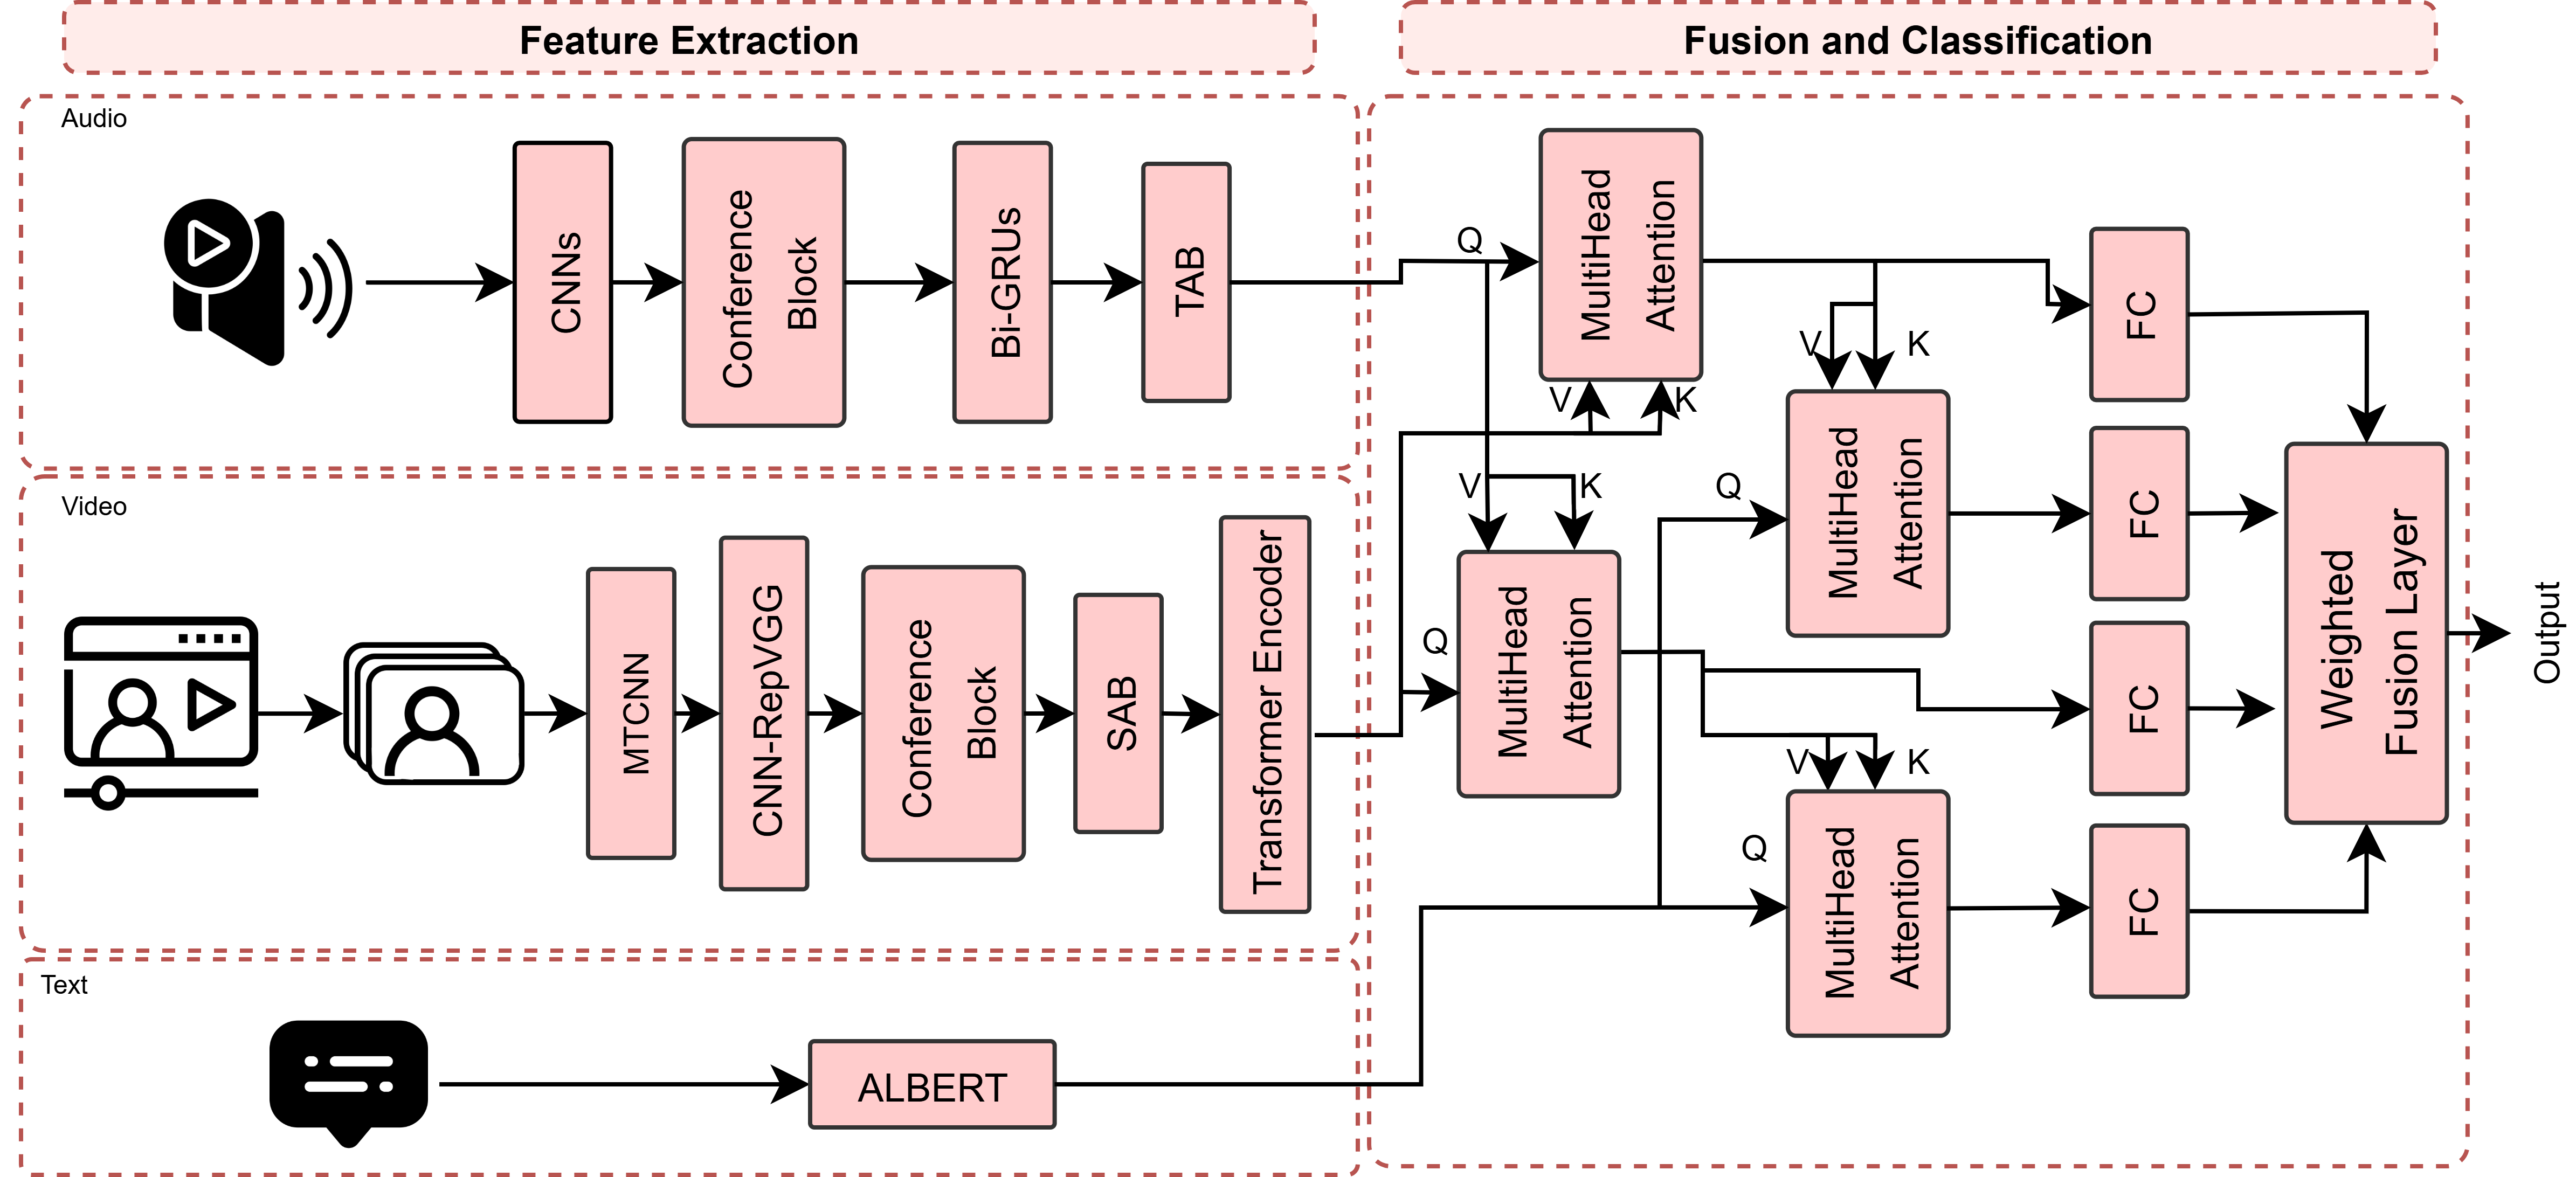 Feature Extraction
Fusion and Classification
Audio
CNNs
Conference
Block
Bi-GRUs
TAB
Video
MTCNN
CNN-RepVGG
Conference
Block
SAB
Transformer Encoder
Text
ALBERT
Q
MultiHead
Attention
V
K
V
K
Q
MultiHead
Attention
V
K
Q
MultiHead
Attention
V
K
Q
MultiHead
Attention
FC
FC
FC
FC
Weighted
Fusion Layer
Output